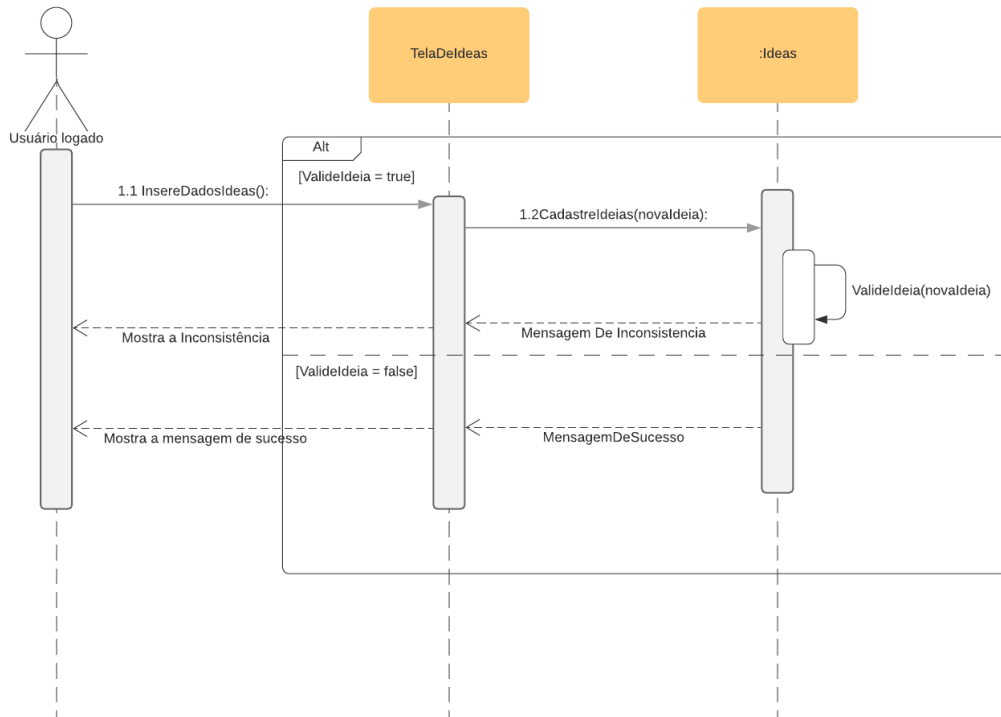 TelaDeIdeas
:Ideas
Usuário logado
Alt
[ValideIdeia = true]
1.1 InsereDadosIdeas():
1.2CadastreIdeias(novaIdeia):
ValideIdeia(novaIdeia)
Mostra a Inconsistência
Mensagem De Inconsistencia
[ValideIdeia = false]
Mostra a mensagem de sucesso
MensagemDeSucesso